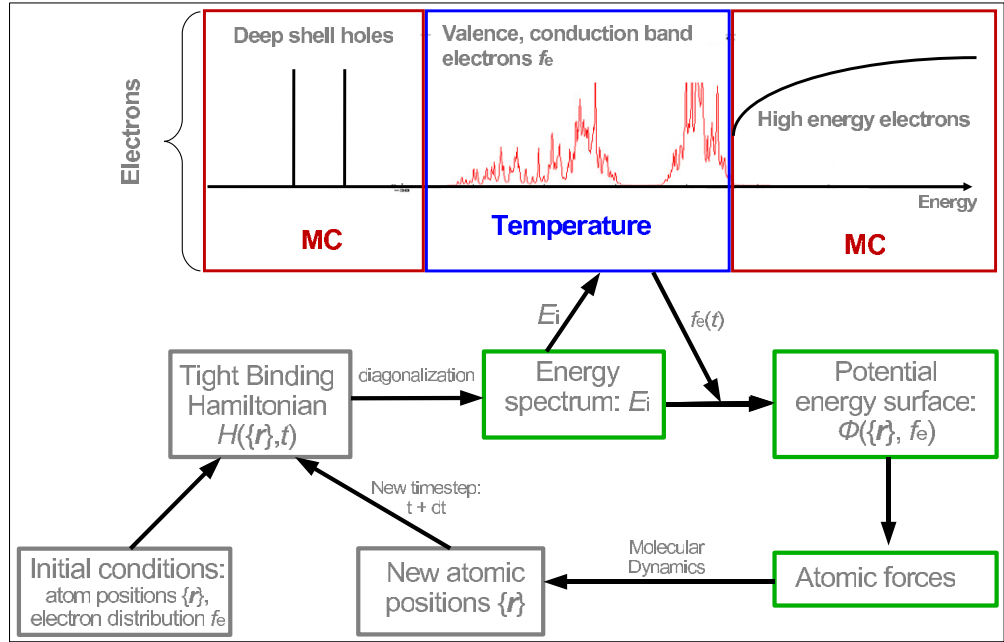 Deep shell holes
Valence, conduction band
electrons fe
High energy electrons
Electrons
Energy
MC
Temperature
MC
Ei
fe(t)
Tight Binding
Hamiltonian
H({r},t)
diagonalization
Energy
spectrum: Ei
Potential
energy surface:
Φ({r}, fe)
New timestep:
t + dt
Initial conditions:
atom positions {r},
electron distribution fe
New atomic
positions {r}
Molecular
Dynamics
Atomic forces